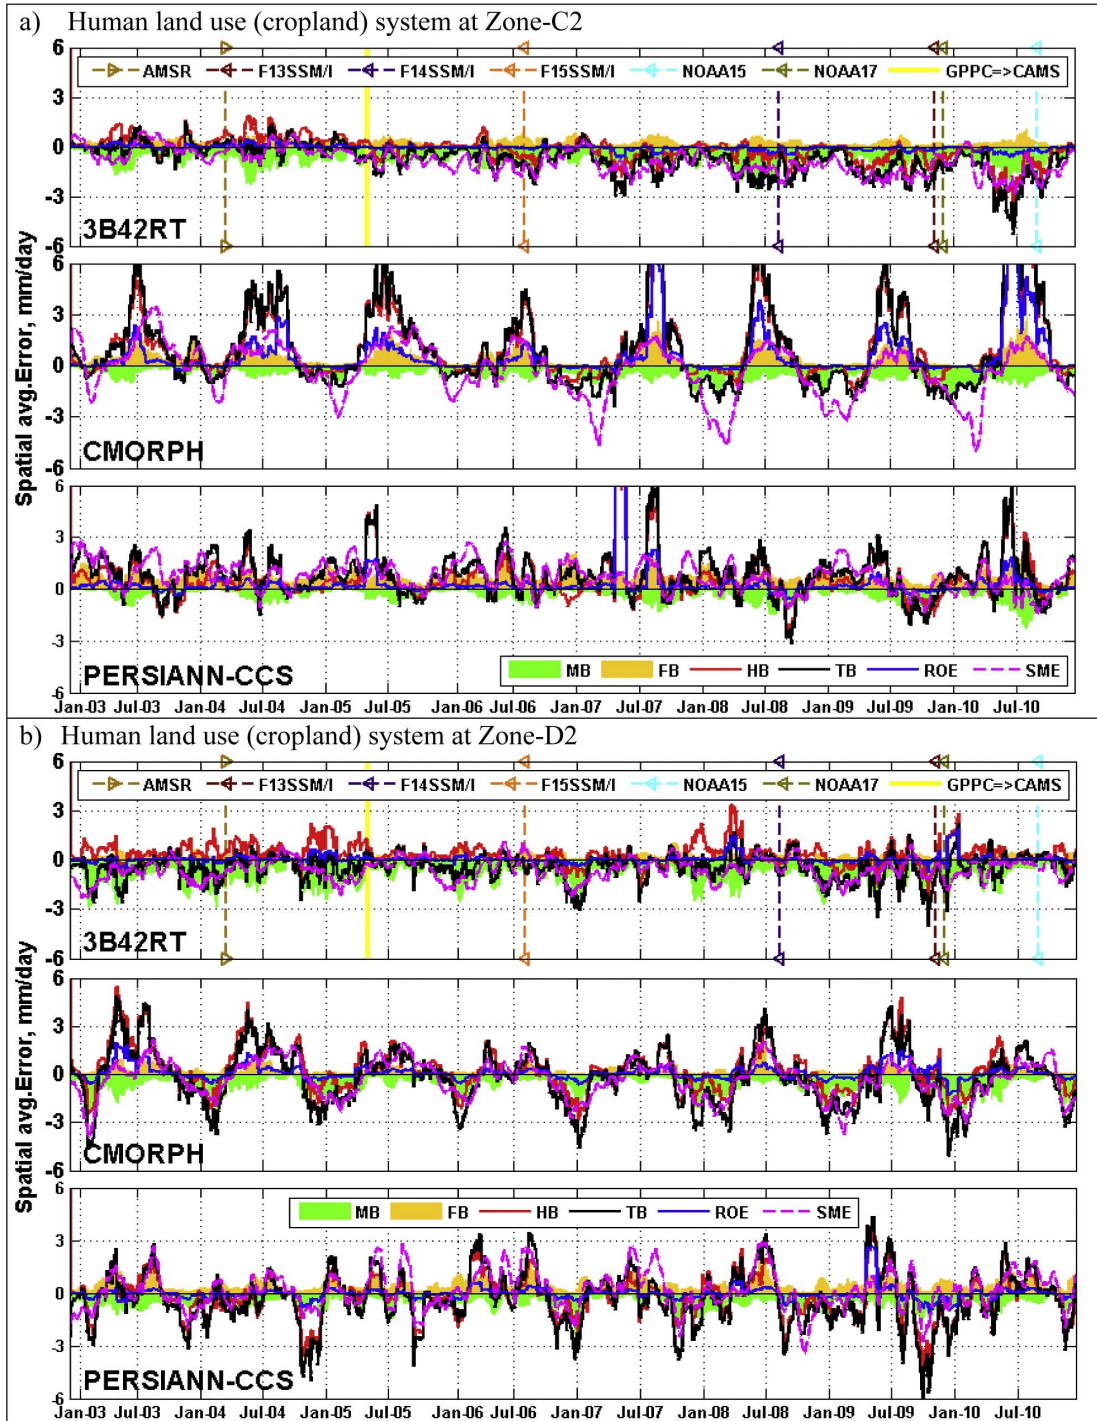 a) Human land use (cropland) system at Zone-C2
6
AMSR F13SSM/I F14SSM/I F15SSM/I NOAA15 NOAA17 GPPC=>CAMS
3
0
-3
3B42RT
-6
6
3
0
-3
CMORPH
-6
6
3
0
-3
PERSIANN-CCS
MB FB HB TB ROE SME
-6
Spatial avg.Error, mm/day
Jan-03 Jul-03 Jan-04 Jul-04 Jan-05 Jul-05 Jan-06 Jul-06 Jan-07 Jul-07 Jan-08 Jul-08 Jan-09 Jul-09 Jan-10 Jul-10
b) Human land use (cropland) system at Zone-D2
6
AMSR F13SSM/I F14SSM/I F15SSM/I NOAA15 NOAA17 GPPC=>CAMS
3
0
-3
3B42RT
-6
6
3
0
-3
CMORPH
-6
6
MB FB HB TB ROE SME
3
0
-3
PERSIANN-CCS
-6
Spatial avg.Error, mm/day
Jan-03 Jul-03 Jan-04 Jul-04 Jan-05 Jul-05 Jan-06 Jul-06 Jan-07 Jul-07 Jan-08 Jul-08 Jan-09 Jul-09 Jan-10 Jul-10